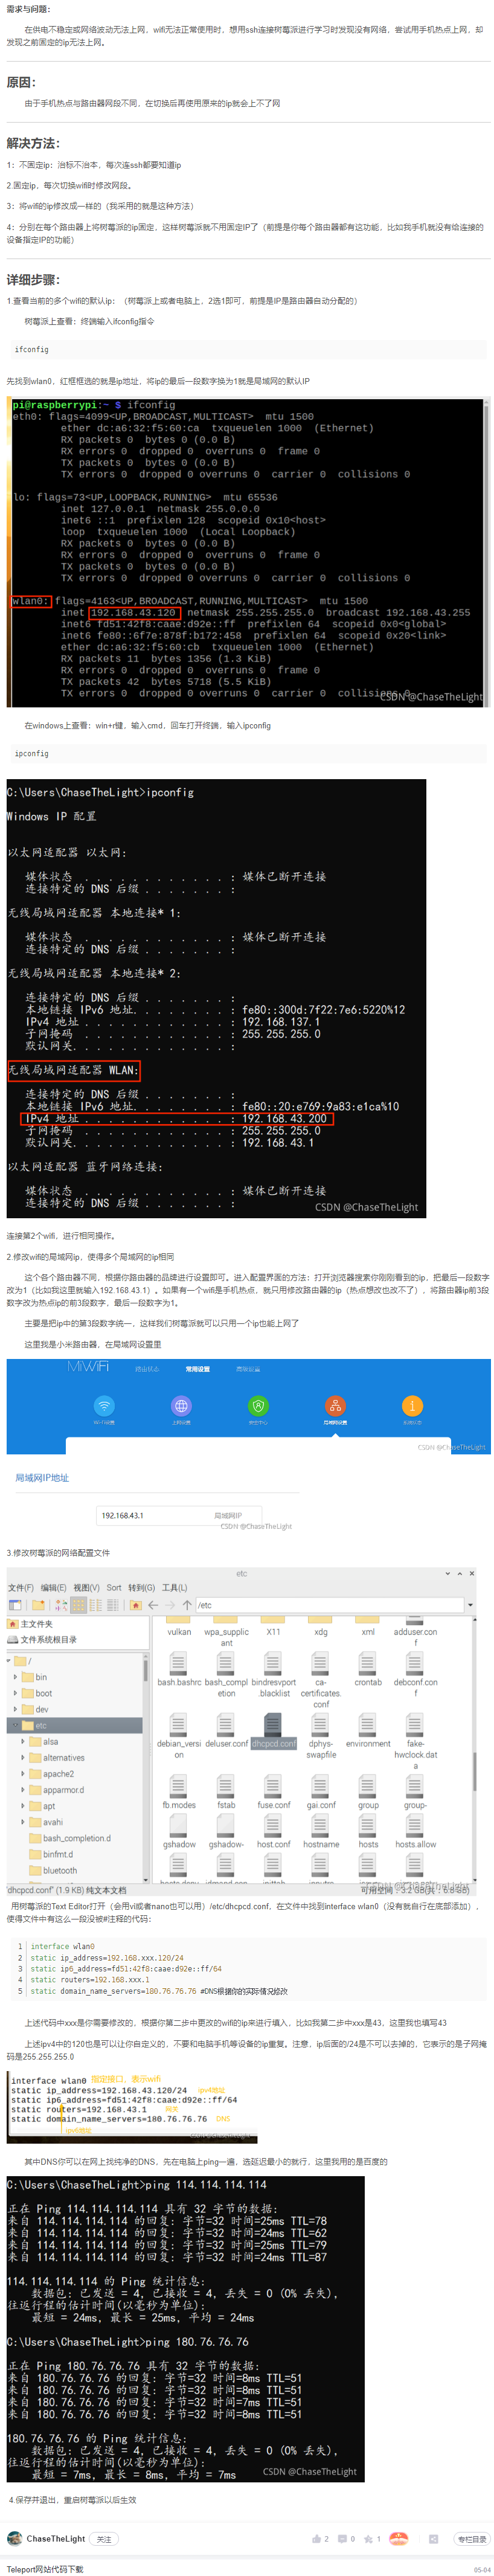 需求与问题:
在供电不稳定或网络波动无法上网，wifi无法正常使用时，想用ssh连接树莓派进行学习时发现没有网络，尝试用手机热点上网，却
发现之前固定的ip无法上网。
原因:
由于手机热点与路由器网段不同，在切换后再使用原来的ip就会上不了网
解决方法:
1：不固定ip：治标不治本，每次连ssh都要知道ip
2.固定ip，每次切换wifi时修改网段。
3：将wifi的ip修改成一样的（我采用的就是这种方法）
4：分别在每个路由器上将树莓派的ip固定，这样树莓派就不用固定IP了（前提是你每个路由器都有这功能，比如我手机就没有给连接的
设备指定IP的功能）
详细步骤:
1.查看当前的多个wifi的默认ip：（树莓派上或者电脑上，2选1即可，前提是IP是路由器自动分配的）
树莓派上查看：终端输入ifconfig指令
ifconfig
先找到wlan0，红框框选的就是ip地址，将ip的最后一段数字换为1就是局域网的默认IP
pi@raspberrypi:~ $ ifconfig
eth0: flags=4099<UP,BROADCAST,MULTICAST>  mtu 1500
ether dc:a6:32:f5:60:ca  txqueuelen 1000  (Ethernet)
RX packets 0  bytes 0 (0.0 B)
RX errors 0  dropped 0  overruns 0  frame 0
TX packets 0  bytes 0 (0.0 B)
TX errors 0  dropped 0 overruns 0  carrier 0  collisions 0
lo: flags=73<UP,LOOPBACK,RUNNING>  mtu 65536
inet 127.0.0.1  netmask 255.0.0.0
inet6 ::1  prefixlen 128  scopeid 0x10<host>
loop  txqueuelen 1000  (Local Loopback)
RX packets 0  bytes 0 (0.0 B)
RX errors 0  dropped 0  overruns 0  frame 0
TX packets 0  bytes 0 (0.0 B)
TX errors 0  dropped 0 overruns 0  carrier 0  collisions 0
wlan0: flags=4163<UP,BROADCAST,RUNNING,MULTICAST>  mtu 1500
inet 192.168.43.120  netmask 255.255.255.0  broadcast 192.168.43.255
inet6 fd51:42f8:caae:d92e::ff  prefixlen 64  scopeid 0x0<global>
inet6 fe80::6f7e:878f:b172:458  prefixlen 64  scopeid 0x20<link>
ether dc:a6:32:f5:60:cb  txqueuelen 1000  (Ethernet)
RX packets 11  bytes 1356 (1.3 KiB)
RX errors 0  dropped 0  overruns 0  frame 0
TX packets 42  bytes 5718 (5.5 KiB)
TX errors 0  dropped 0 overruns 0  carrier 0  collisions 0
CSDN @ChaseTheLight
在windows上查看：win+r键，输入cmd，回车打开终端，输入ipconfig
ipconfig
C:\Users\ChaseTheLight>ipconfig
Windows IP 配置
以太网适配器 以太网:
媒体状态 . . . . . . . . . . . . : 媒体已断开连接
连接特定的 DNS 后缀 . . . . . . . :
无线局域网适配器 本地连接* 1:
媒体状态 . . . . . . . . . . . . : 媒体已断开连接
连接特定的 DNS 后缀 . . . . . . . :
无线局域网适配器 本地连接* 2:
连接特定的 DNS 后缀 . . . . . . . :
本地链接 IPv6 地址. . . . . . . . : fe80::300d:7f22:7e6:5220%12
IPv4 地址 . . . . . . . . . . . . : 192.168.137.1
子网掩码 . . . . . . . . . . . . : 255.255.255.0
默认网关. . . . . . . . . . . . . :
无线局域网适配器 WLAN:
连接特定的 DNS 后缀 . . . . . . . :
本地链接 IPv6 地址. . . . . . . . : fe80::20:e769:9a83:e1ca%10
IPv4 地址 . . . . . . . . . . . . : 192.168.43.200
子网掩码 . . . . . . . . . . . . : 255.255.255.0
默认网关. . . . . . . . . . . . . : 192.168.43.1
以太网适配器 蓝牙网络连接:
媒体状态 . . . . . . . . . . . . : 媒体已断开连接
连接特定的 DNS 后缀 . . . . . . . :
CSDN @ChaseTheLight
连接第2个wifi，进行相同操作。
2.修改wifi的局域网ip，使得多个局域网的ip相同
这个各个路由器不同，根据你路由器的品牌进行设置即可。进入配置界面的方法：打开浏览器搜索你刚刚看到的ip，把最后一段数字
改为1（比如我这里就输入192.168.43.1）。如果有一个wifi是手机热点，就只用修改路由器的ip（热点想改也改不了），将路由器ip前3段
数字改为热点ip的前3段数字，最后一段数字为1。
主要是把ip中的第3段数字统一，这样我们树莓派就可以只用一个ip也能上网了
这里我是小米路由器，在局域网设置里
MiWiFi 路由状态 常用设置 高级设置
Wi-Fi设置 上网设置 安全中心 局域网设置 系统状态
CSDN @ChaseTheLight
局域网IP地址
192.168.43.1 局域网IP
CSDN @ChaseTheLight
3.修改树莓派的网络配置文件
etc
文件(F) 编辑(E) 视图(V) Sort 转到(G) 工具(L)
/etc
主文件夹
文件系统根目录
/
bin
boot
dev
etc
alsa
alternatives
apache2
apparmor.d
apt
avahi
bash_completion.d
binfmt.d
bluetooth
vulkan wpa_supplicant X11 xdg xml adduser.conf
bash.bashrc bash_completion bindresvport.blacklist ca-certificates.conf crontab debconf.conf
debian_version deluser.conf dhcpcd.conf dphys-swapfile environment fake-hwclock.data
fb.modes fstab fuse.conf gai.conf group group-
gshadow gshadow- host.conf hostname hosts hosts.allow
"dhcpcd.conf" (1.9 KB) 纯文本文档
用树莓派的Text Editor打开（会用vi或者nano也可以用）/etc/dhcpcd.conf，在文件中找到interface wlan0（没有就自行在底部添加），
使得文件中有这么一段没被#注释的代码：
1 interface wlan0
2 static ip_address=192.168.xxx.120/24
3 static ip6_address=fd51:42f8:caae:d92e::ff/64
4 static routers=192.168.xxx.1
5 static domain_name_servers=180.76.76.76 #DNS根据你的实际情况修改
上述代码中xxx是你需要修改的，根据你第二步中更改的wifi的ip来进行填入，比如我第二步中xxx是43，这里我也填写43
上述ipv4中的120也是可以让你自定义的，不要和电脑手机等设备的ip重复。注意，ip后面的/24是不可以去掉的，它表示的是子网掩
码是255.255.255.0
interface wlan0 指定接口，表示wifi
static ip_address=192.168.43.120/24 ipv4地址
static ip6_address=fd51:42f8:caae:d92e::ff/64
static routers=192.168.43.1 网关
static domain_name_servers=180.76.76.76 DNS
ipv6地址
其中DNS你可以在网上找纯净的DNS，先在电脑上ping一遍，选延迟最小的就行，这里我用的是百度的
C:\Users\ChaseTheLight>ping 114.114.114.114
正在 Ping 114.114.114.114 具有 32 字节的数据:
来自 114.114.114.114 的回复: 字节=32 时间=25ms TTL=78
来自 114.114.114.114 的回复: 字节=32 时间=24ms TTL=62
来自 114.114.114.114 的回复: 字节=32 时间=25ms TTL=79
来自 114.114.114.114 的回复: 字节=32 时间=24ms TTL=87
114.114.114.114 的 Ping 统计信息:
数据包: 已发送 = 4, 已接收 = 4, 丢失 = 0 (0% 丢失),
往返行程的估计时间(以毫秒为单位):
最短 = 24ms, 最长 = 25ms, 平均 = 24ms
C:\Users\ChaseTheLight>ping 180.76.76.76
正在 Ping 180.76.76.76 具有 32 字节的数据:
来自 180.76.76.76 的回复: 字节=32 时间=8ms TTL=51
来自 180.76.76.76 的回复: 字节=32 时间=8ms TTL=51
来自 180.76.76.76 的回复: 字节=32 时间=7ms TTL=51
来自 180.76.76.76 的回复: 字节=32 时间=8ms TTL=51
180.76.76.76 的 Ping 统计信息:
数据包: 已发送 = 4, 已接收 = 4, 丢失 = 0 (0% 丢失),
往返行程的估计时间(以毫秒为单位):
最短 = 7ms, 最长 = 8ms, 平均 = 7ms
CSDN @ChaseTheLight
4.保存并退出，重启树莓派以后生效
ChaseTheLight 关注 2 0 1 专栏目录
Teleport网站代码下载 05-04